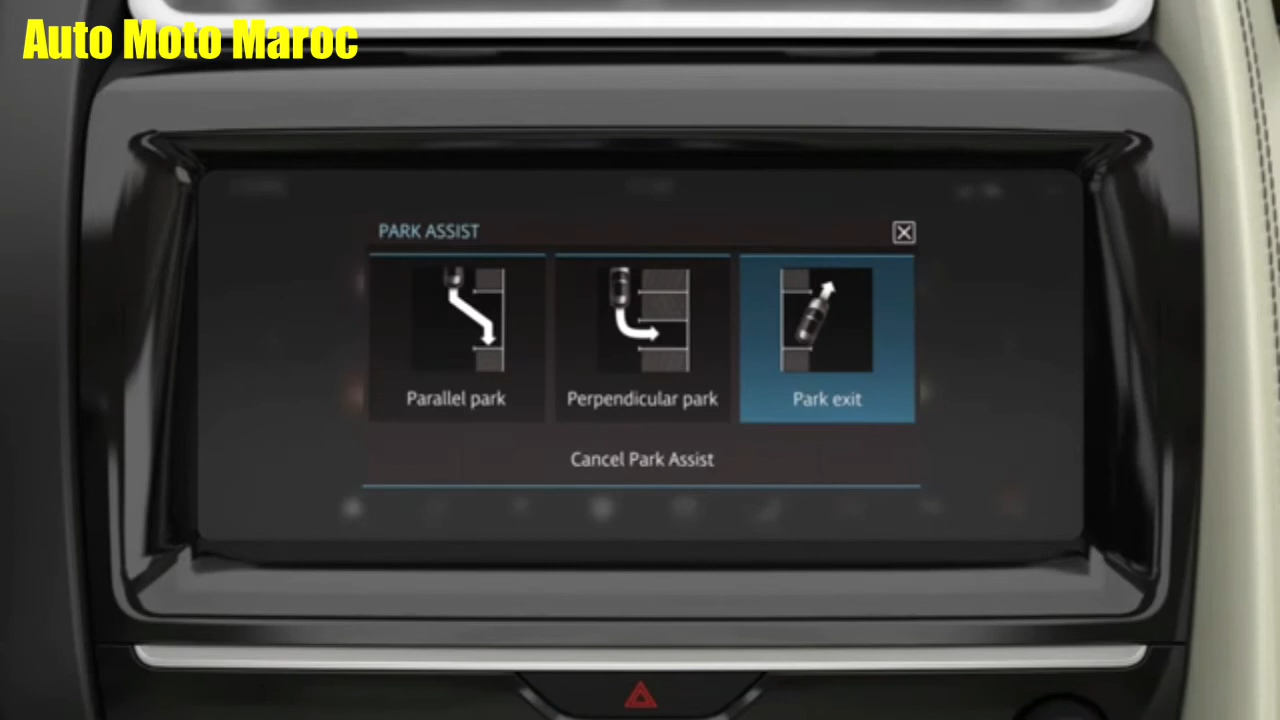 Auto Moto Maroc
PARK ASSIST
Parallel park
Perpendicular park
Park exit
Cancel Park Assist